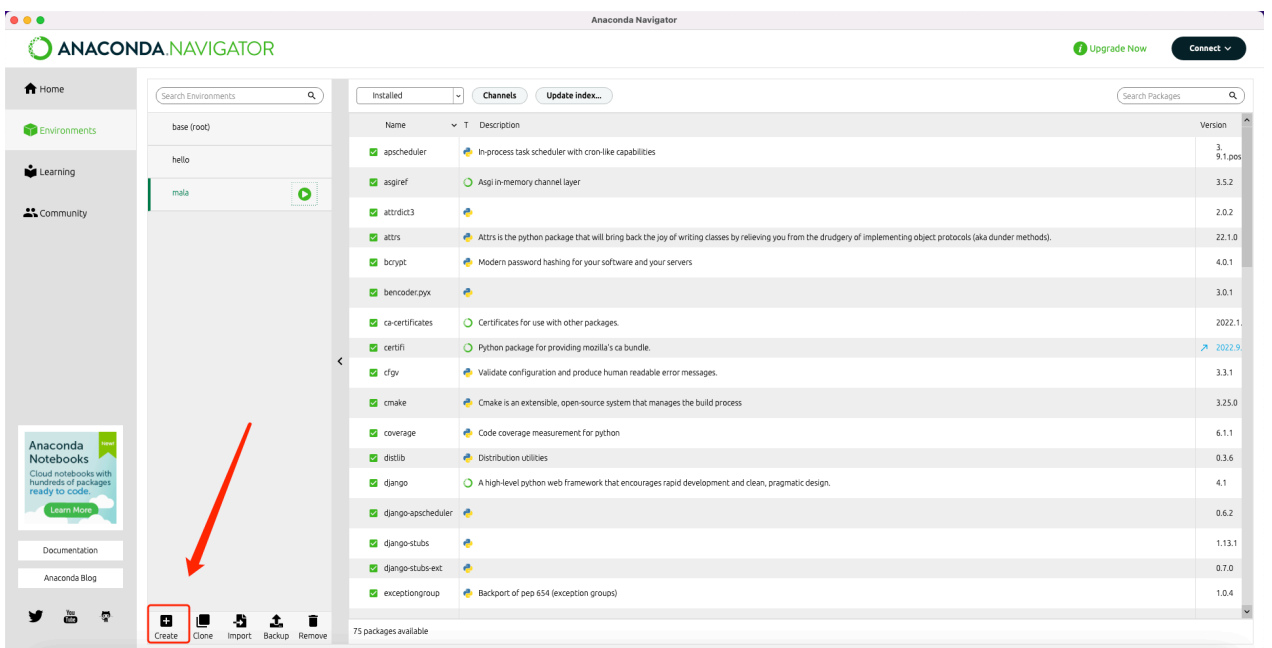 Anaconda Navigator
ANACONDA.NAVIGATOR
i Upgrade Now
Connect
Home
Environments
Learning
Community
Anaconda Notebooks
New!
Cloud notebooks with
hundreds of packages
ready to code.
Learn More
Documentation
Anaconda Blog
You Tube
Search Environments
base (root)
hello
mala
Create Clone Import Backup Remove
Installed Channels Update index... Search Packages
Name T Description Version
apscheduler In-process task scheduler with cron-like capabilities 3.
9.1.pos
asgiref Asgi in-memory channel layer 3.5.2
attrdict3 2.0.2
attrs Attrs is the python package that will bring back the joy of writing classes by relieving you from the drudgery of implementing object protocols (aka dunder methods). 22.1.0
bcrypt Modern password hashing for your software and your servers 4.0.1
bencoder.pyx 3.0.1
ca-certificates Certificates for use with other packages. 2022.1.
certifi Python package for providing mozilla's ca bundle. 2022.9.
cfgv Validate configuration and produce human readable error messages. 3.3.1
cmake Cmake is an extensible, open-source system that manages the build process 3.25.0
coverage Code coverage measurement for python 6.1.1
distlib Distribution utilities 0.3.6
django A high-level python web framework that encourages rapid development and clean, pragmatic design. 4.1
django-apscheduler 0.6.2
django-stubs 1.13.1
django-stubs-ext 0.7.0
exceptiongroup Backport of pep 654 (exception groups) 1.0.4
75 packages available